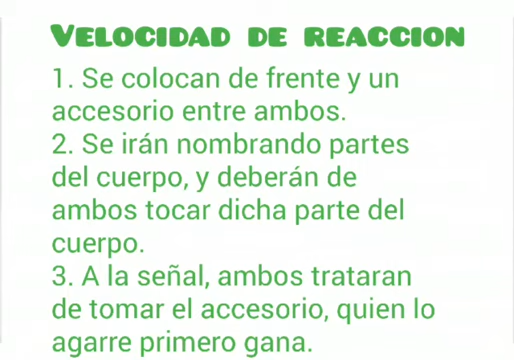 VELOCIDAD DE REACCION
1. Se colocan de frente y un
accesorio entre ambos.
2. Se irán nombrando partes
del cuerpo, y deberán de
ambos tocar dicha parte del
cuerpo.
3. A la señal, ambos trataran
de tomar el accesorio, quien lo
agarre primero gana.